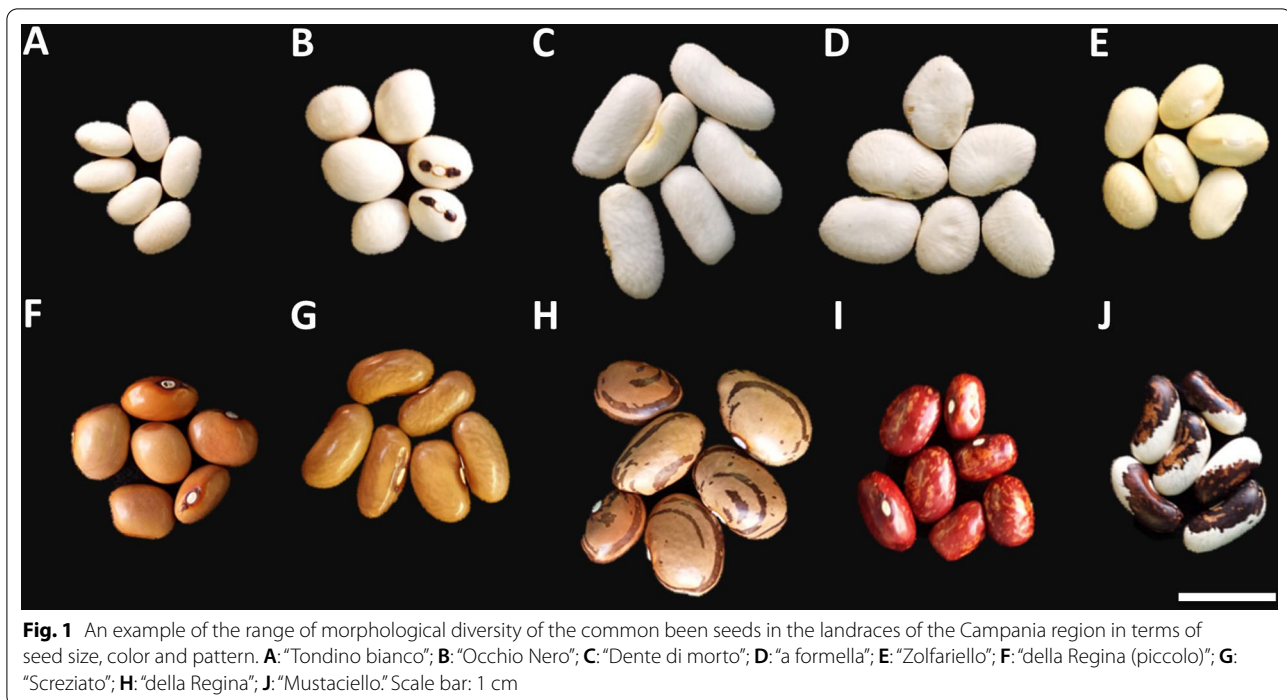 A B C D E
F G H I J
Fig. 1 An example of the range of morphological diversity of the common been seeds in the landraces of the Campania region in terms of
seed size, color and pattern. A: “Tondino bianco”; B: “Occhio Nero”; C: “Dente di morto”; D: “a formella”; E: “Zolfariello”; F: “della Regina (piccolo)”; G:
“Screziato”; H: “della Regina”; J: “Mustaciello.” Scale bar: 1 cm